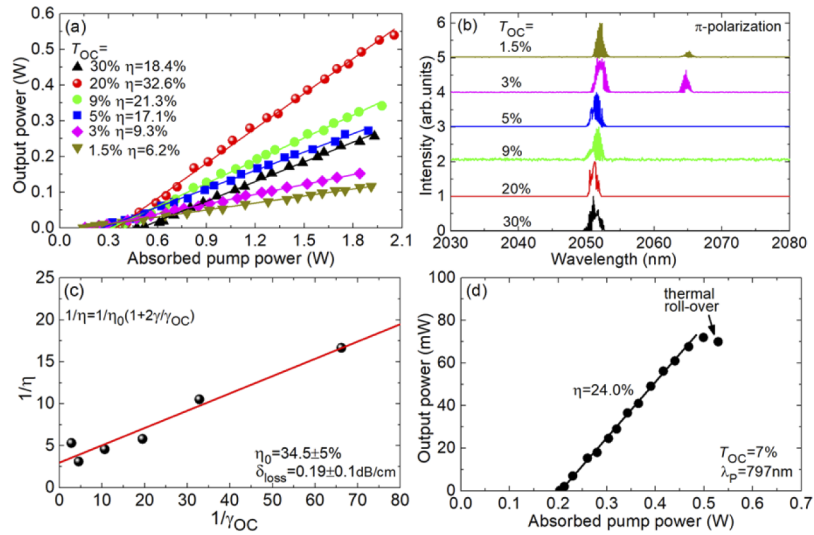 (a)
T_OC=
30% η=18.4%
20% η=32.6%
9% η=21.3%
5% η=17.1%
3% η=9.3%
1.5% η=6.2%
Output power (W)
0.6
0.5
0.4
0.3
0.2
0.1
0.0
0.0 0.3 0.6 0.9 1.2 1.5 1.8 2.1
Absorbed pump power (W)
(b)
T_OC=
π-polarization
1.5%
3%
5%
9%
20%
30%
Intensity (arb.units)
6
5
4
3
2
1
0
2030 2040 2050 2060 2070 2080
Wavelength (nm)
(c)
1/η=1/η₀(1+2γ/γ_OC)
η₀=34.5±5%
δ_loss=0.19±0.1dB/cm
1/η
25
20
15
10
5
0
0 10 20 30 40 50 60 70 80
1/γ_OC
(d)
thermal
roll-over
η=24.0%
T_OC=7%
λ_P=797nm
Output power (mW)
100
80
60
40
20
0
0.0 0.1 0.2 0.3 0.4 0.5 0.6 0.7
Absorbed pump power (W)